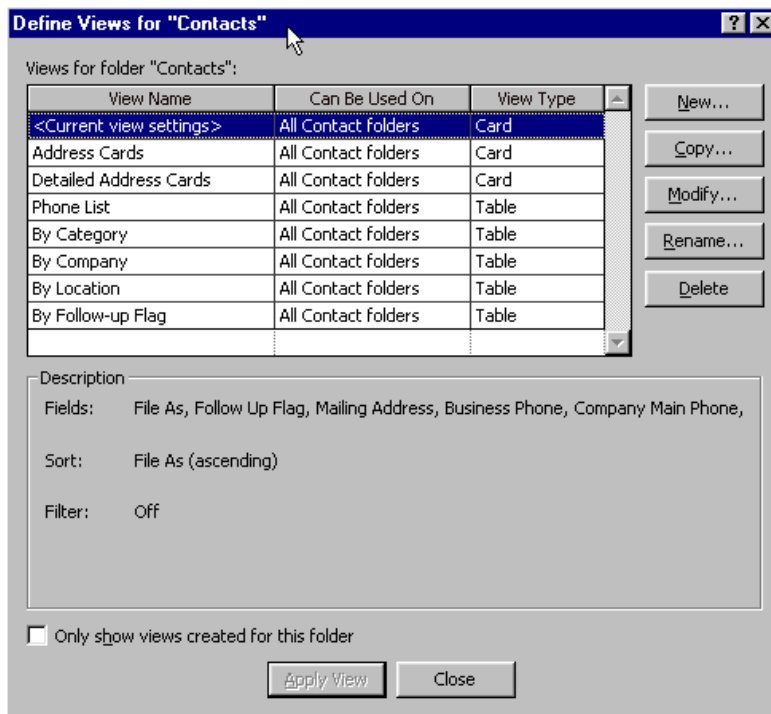 Define Views for "Contacts"
Views for folder "Contacts":
View Name Can Be Used On View Type
<Current view settings> All Contact folders Card
Address Cards All Contact folders Card
Detailed Address Cards All Contact folders Card
Phone List All Contact folders Table
By Category All Contact folders Table
By Company All Contact folders Table
By Location All Contact folders Table
By Follow-up Flag All Contact folders Table
New...
Copy...
Modify...
Rename...
Delete
Description
Fields: File As, Follow Up Flag, Mailing Address, Business Phone, Company Main Phone,
Sort: File As (ascending)
Filter: Off
Only show views created for this folder
Apply View Close